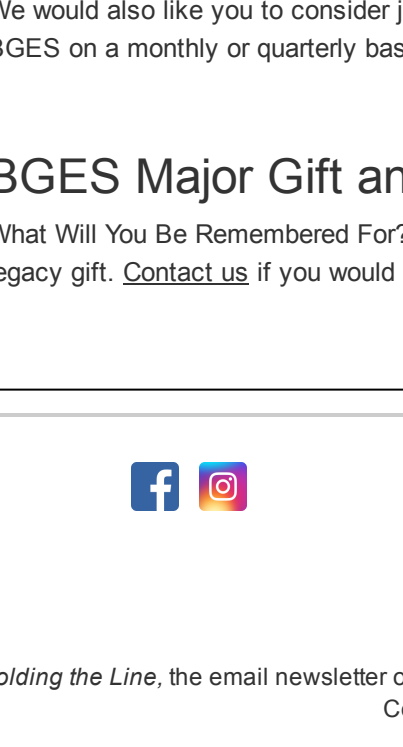 We would also like you to consider j
BGES on a monthly or quarterly bas
BGES Major Gift an
What Will You Be Remembered For?
egacy gift. Contact us if you would
olding the Line, the email newsletter o
Co